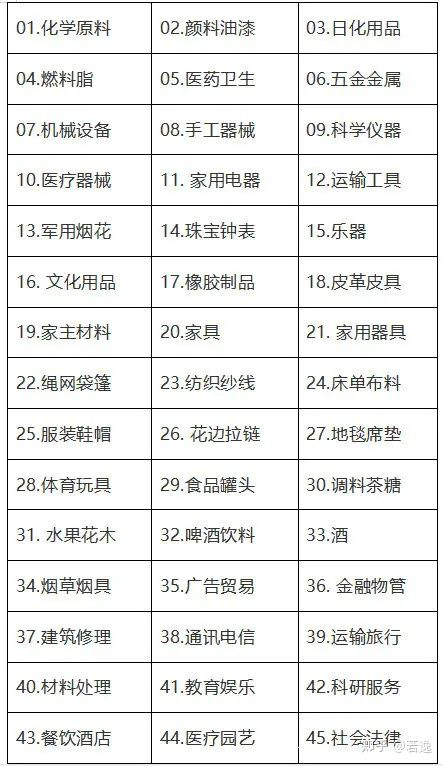 01.化学原料 02.颜料油漆 03.日化用品
04.燃料脂 05.医药卫生 06.五金金属
07.机械设备 08.手工器械 09.科学仪器
10.医疗器械 11. 家用电器 12.运输工具
13.军用烟花 14.珠宝钟表 15.乐器
16. 文化用品 17.橡胶制品 18.皮革皮具
19.家主材料 20.家具 21. 家用器具
22.绳网袋篷 23.纺织纱线 24.床单布料
25.服装鞋帽 26. 花边拉链 27.地毯席垫
28.体育玩具 29.食品罐头 30.调料茶糖
31. 水果花木 32.啤酒饮料 33.酒
34.烟草烟具 35.广告贸易 36. 金融物管
37.建筑修理 38.通讯电信 39.运输旅行
40.材料处理 41.教育娱乐 42.科研服务
43.餐饮酒店 44.医疗园艺 45.社会法律
知乎 @若逸